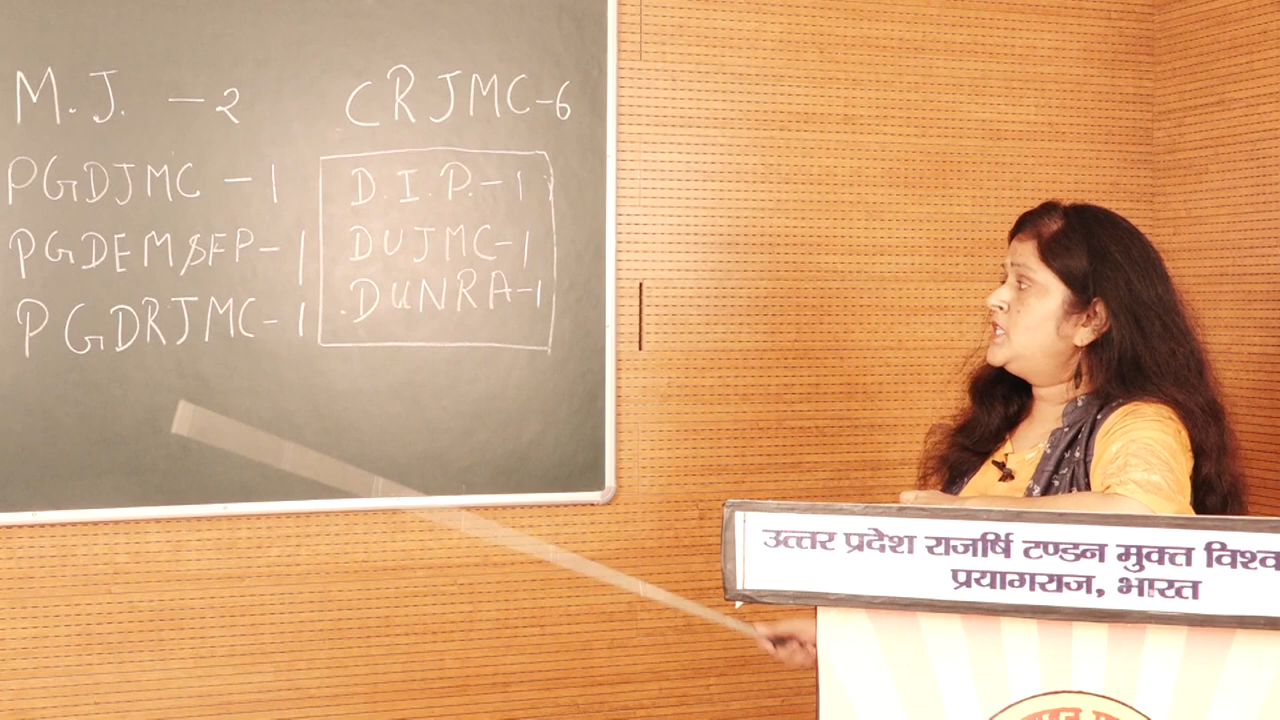 M.J. - 2
PGDJMC - 1
PGDEM&FP - 1
PGDRJMC - 1
CRJMC - 6
D.I.P. - 1
DUJMC - 1
DUNRA - 1
उत्तर प्रदेश राजर्षि टण्डन मुक्त विश्व
प्रयागराज, भारत